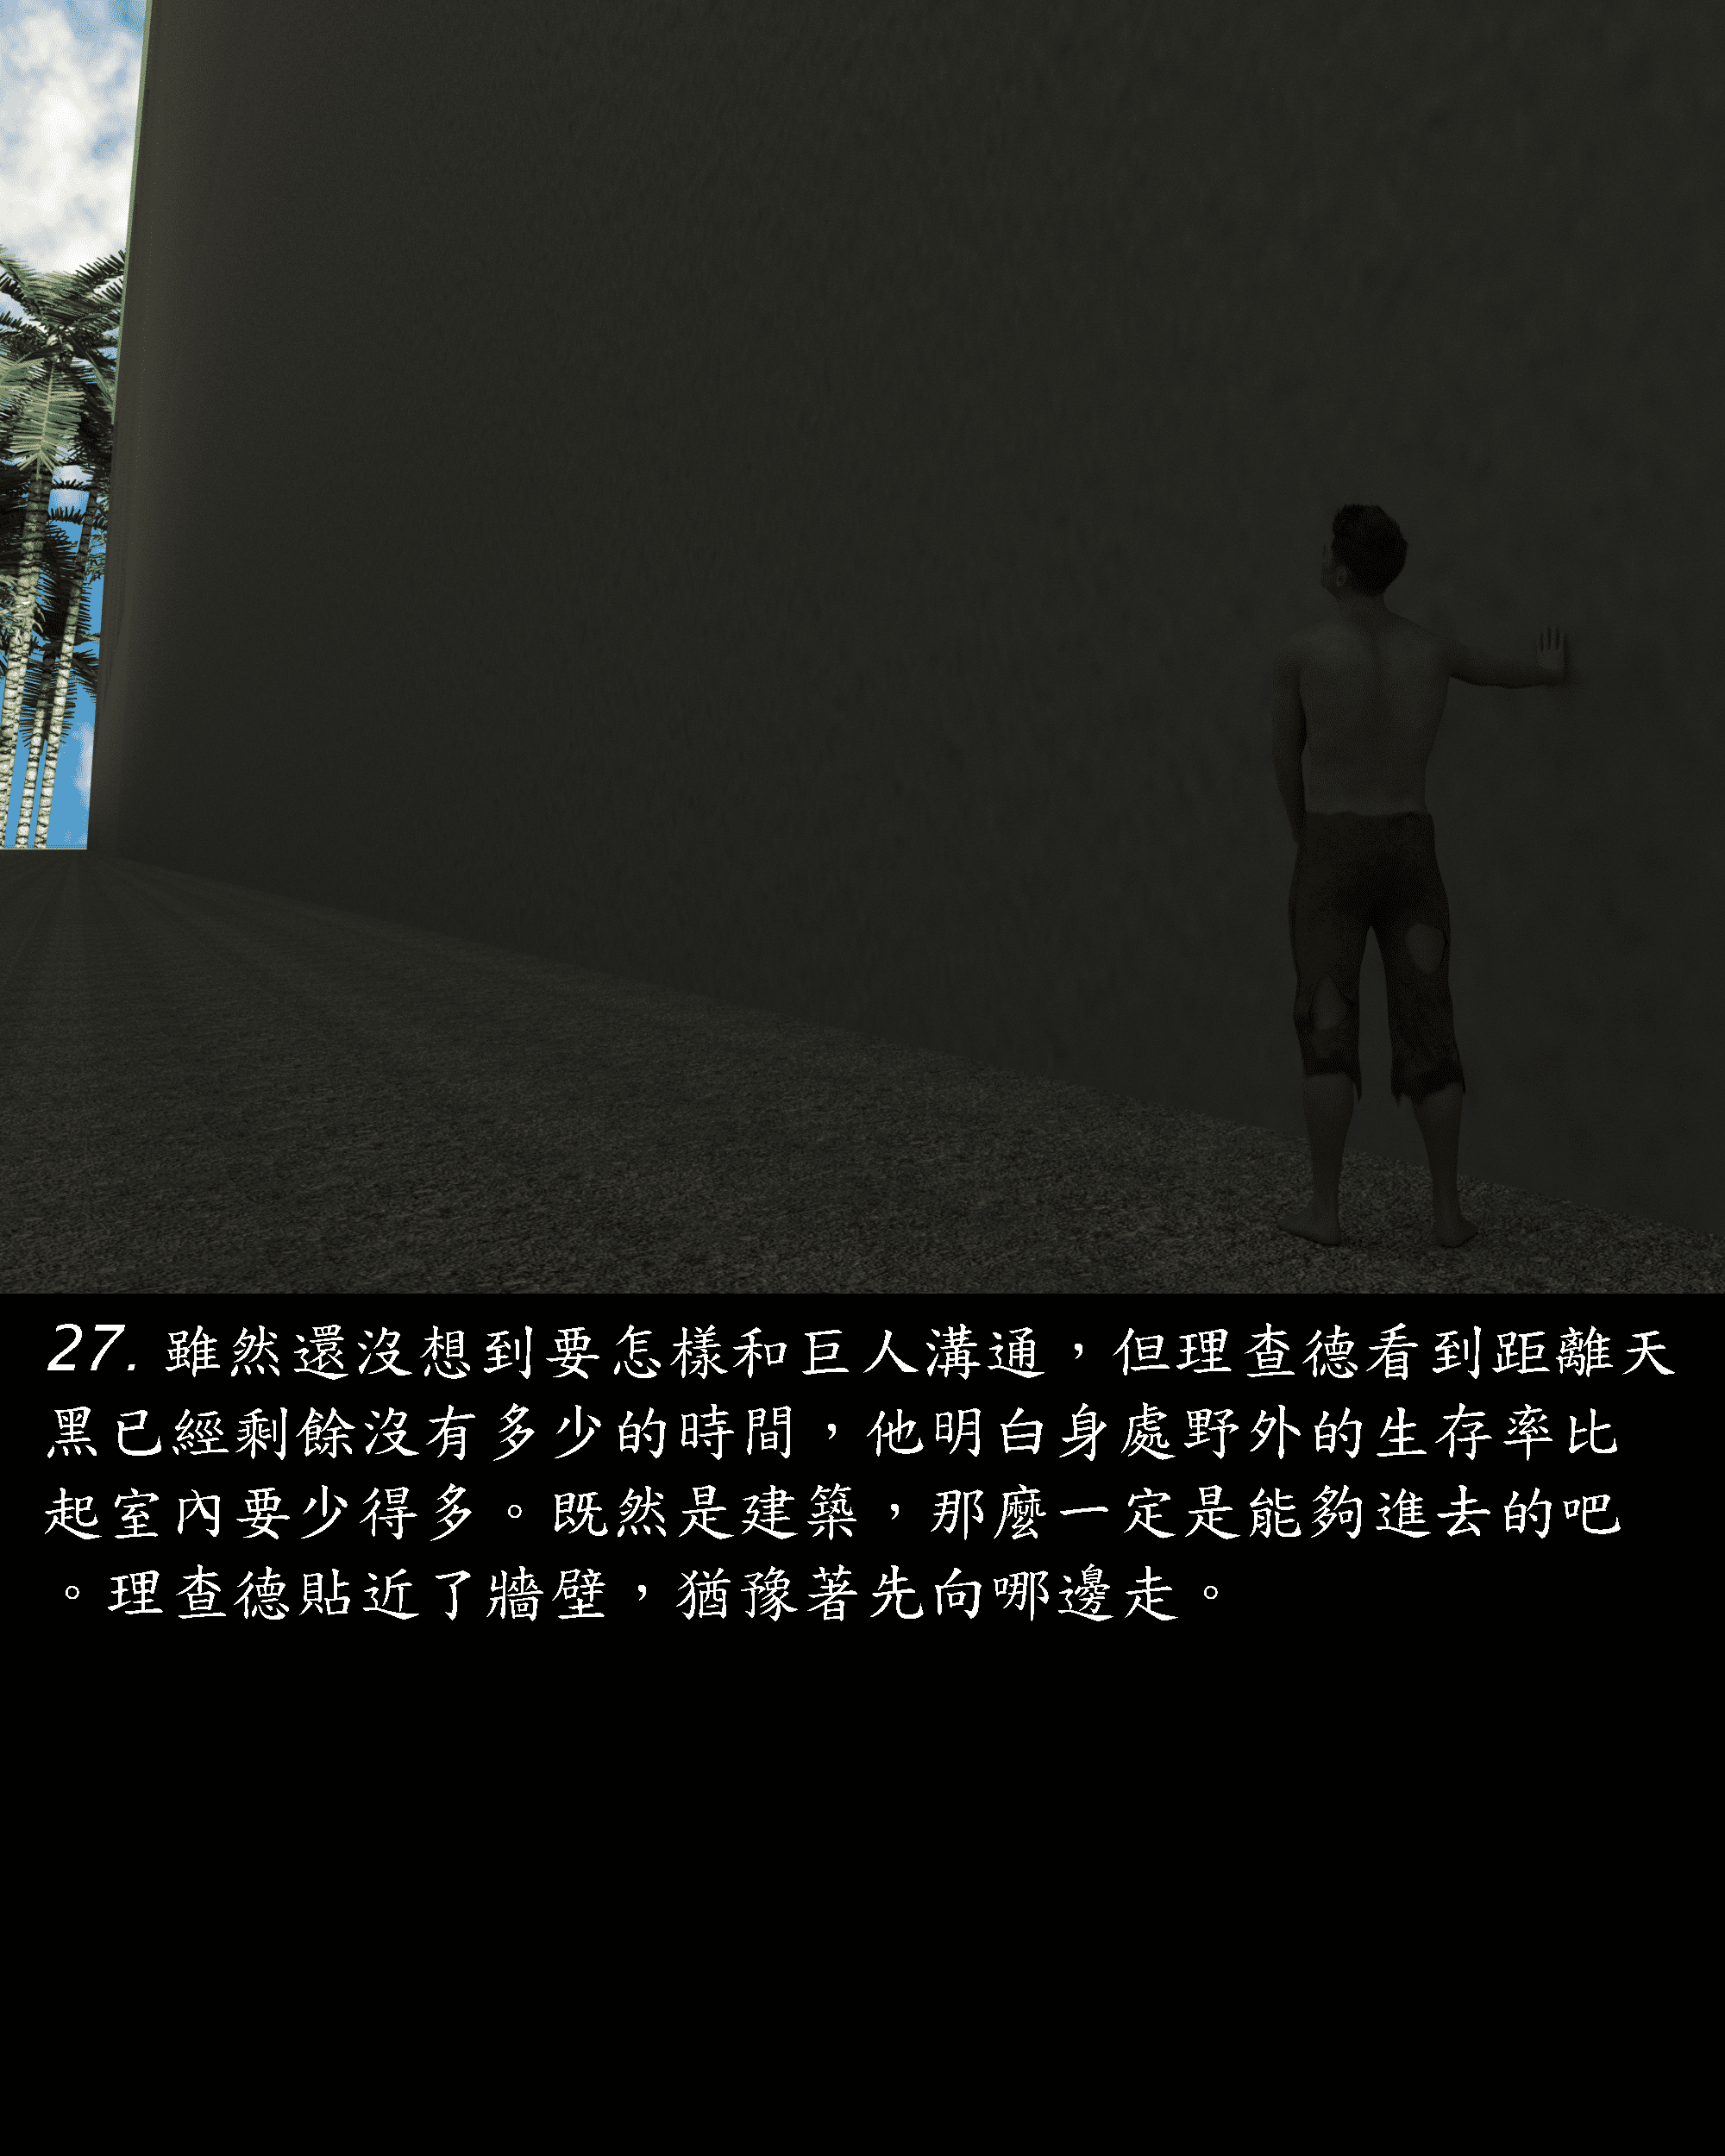 27. 雖然還沒想到要怎樣和巨人溝通，但理查德看到距離天
黑已經剩餘沒有多少的時間，他明白身處野外的生存率比
起室內要少得多。既然是建築，那麼一定是能夠進去的吧
。理查德貼近了牆壁，猶豫著先向哪邊走。